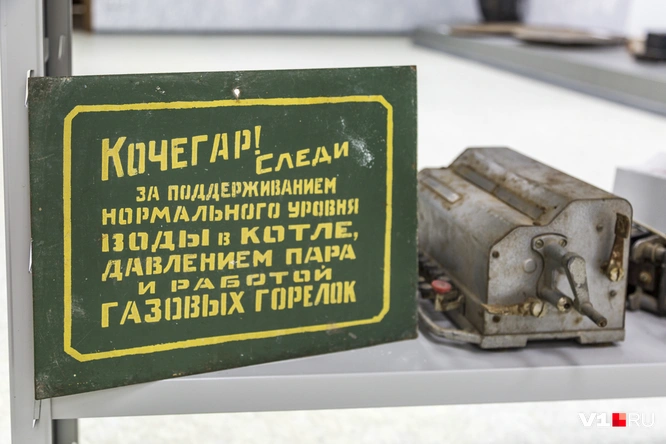 Кочегар! Следи
за поддерживанием
нормального уровня
воды в котле,
давлением пара
и работой
газовых горелок
V1.RU